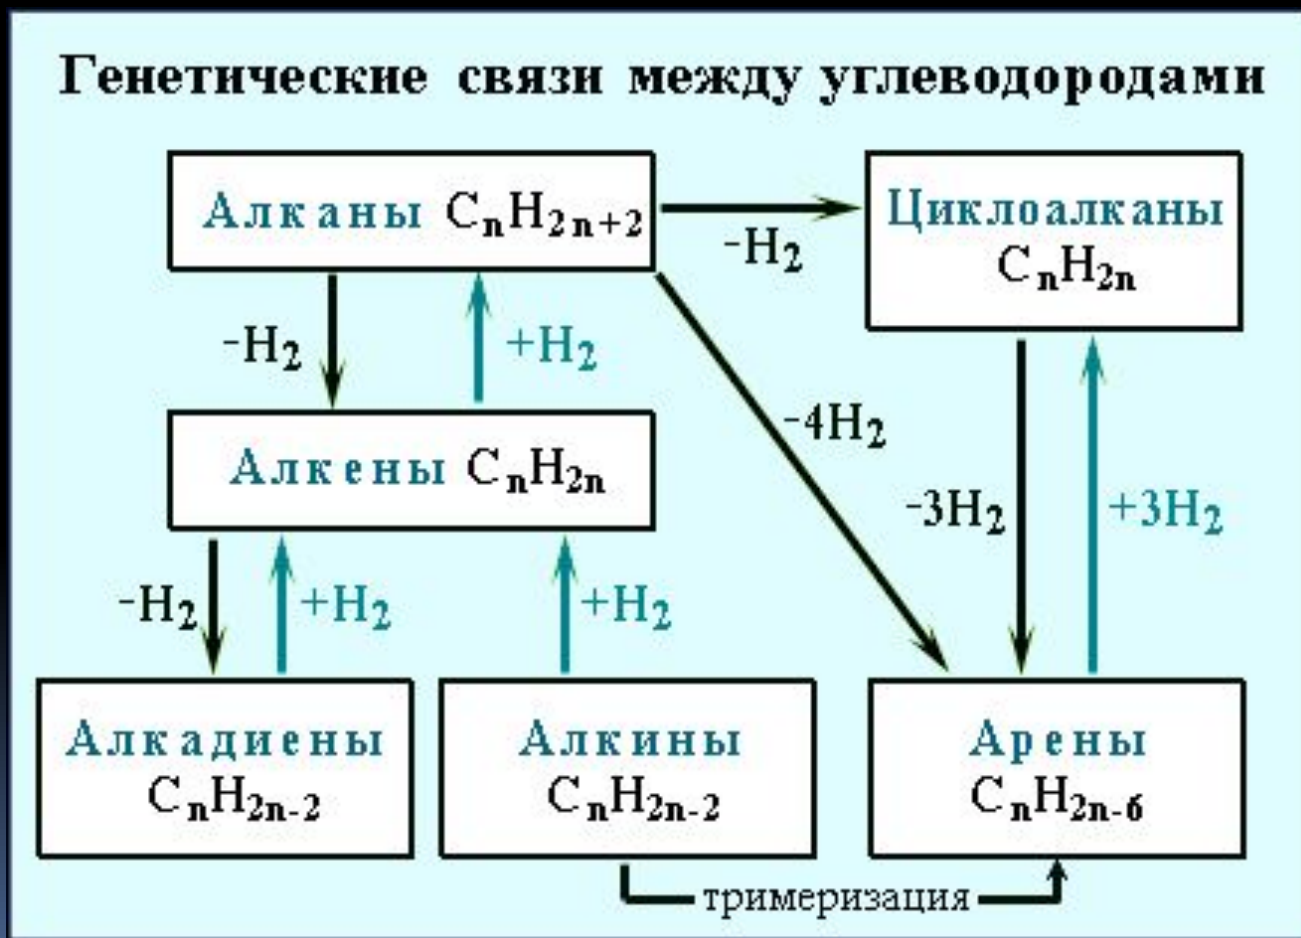 Генетические связи между углеводородами
Алканы CₙH₂ₙ₊₂
-H₂
Циклоалканы
CₙH₂ₙ
-H₂
+H₂
-4H₂
Алкены CₙH₂ₙ
-3H₂
+3H₂
-H₂
+H₂
+H₂
Алкадиены
CₙH₂ₙ₋₂
Алкины
CₙH₂ₙ₋₂
Арены
CₙH₂ₙ₋₆
тримеризация